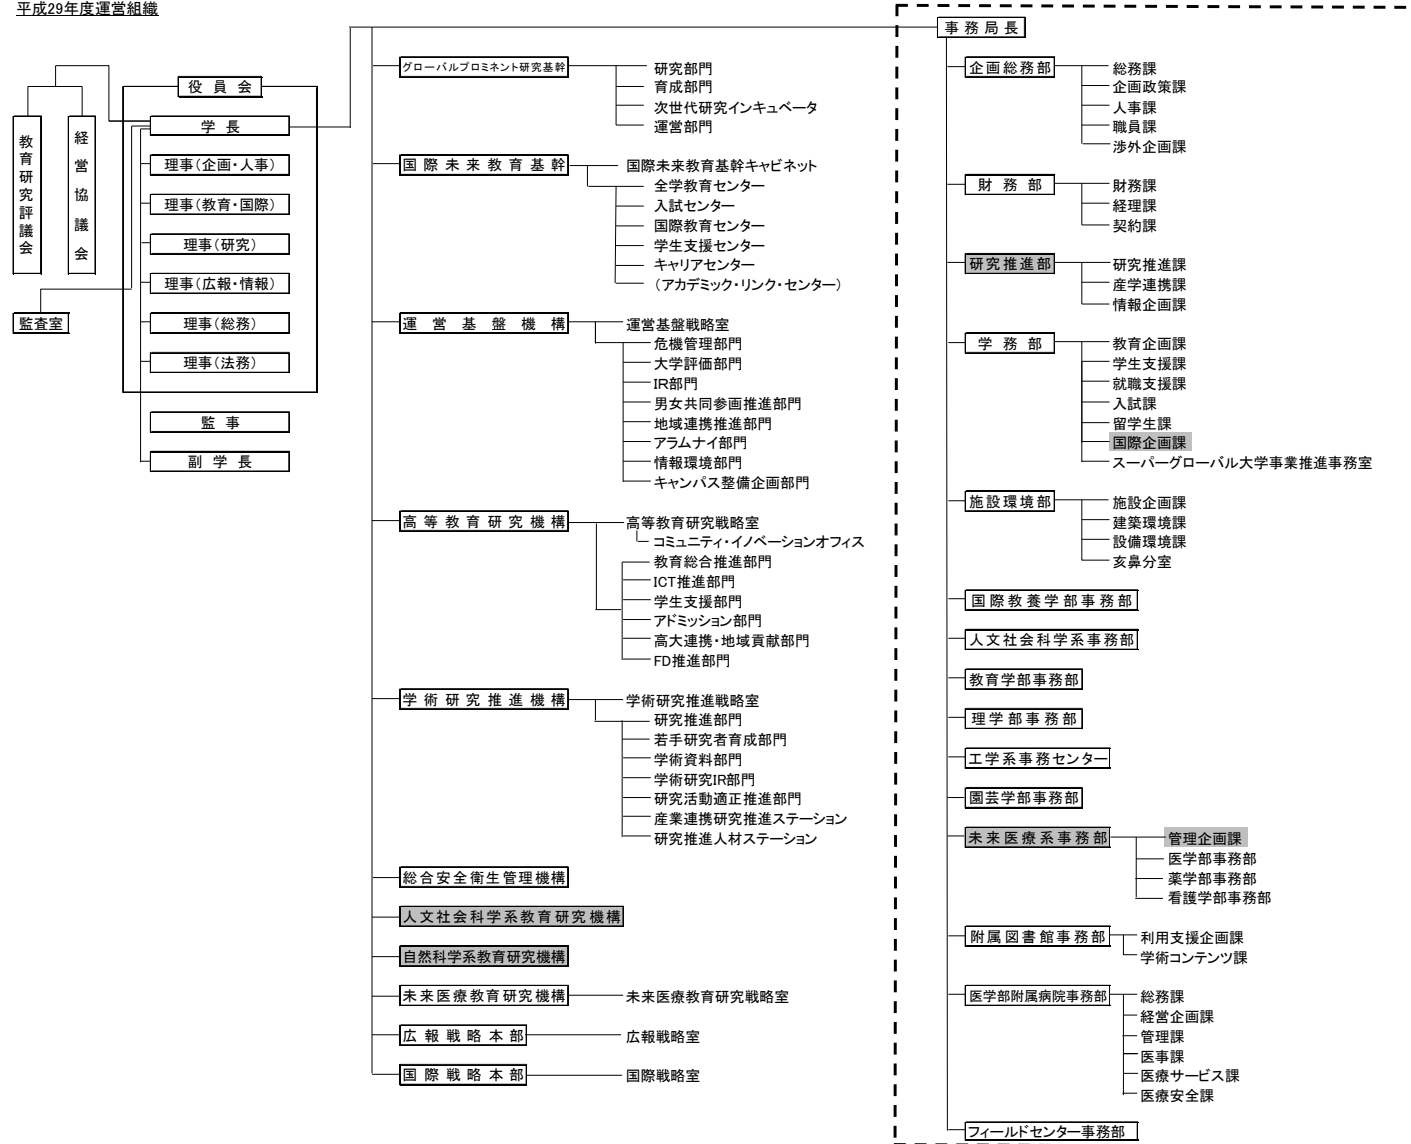 平成29年度運営組織
役員会
学長
理事(企画・人事)
理事(教育・国際)
理事(研究)
理事(広報・情報)
理事(総務)
理事(法務)
監事
副学長
教育研究評議会
経営協議会
監査室
グローバルプロミネント研究基幹
研究部門
育成部門
次世代研究インキュベータ
運営部門
国際未来教育基幹
国際未来教育基幹キャビネット
全学教育センター
入試センター
国際教育センター
学生支援センター
キャリアセンター
(アカデミック・リンク・センター)
運営基盤機構
運営基盤戦略室
危機管理部門
大学評価部門
IR部門
男女共同参画推進部門
地域連携推進部門
アラムナイ部門
情報環境部門
キャンパス整備企画部門
高等教育研究機構
高等教育研究戦略室
コミュニティ・イノベーションオフィス
教育総合推進部門
ICT推進部門
学生支援部門
アドミッション部門
高大連携・地域貢献部門
FD推進部門
学術研究推進機構
学術研究推進戦略室
研究推進部門
若手研究者育成部門
学術資料部門
学術研究IR部門
研究活動適正推進部門
産業連携研究推進ステーション
研究推進人材ステーション
総合安全衛生管理機構
人文社会科学系教育研究機構
自然科学系教育研究機構
未来医療教育研究機構
未来医療教育研究戦略室
広報戦略本部
広報戦略室
国際戦略本部
国際戦略室
事務局長
企画総務部
総務課
企画政策課
人事課
職員課
渉外企画課
財務部
財務課
経理課
契約課
研究推進部
研究推進課
産学連携課
情報企画課
学務部
教育企画課
学生支援課
就職支援課
入試課
留学生課
国際企画課
スーパーグローバル大学事業推進事務室
施設環境部
施設企画課
建築環境課
設備環境課
亥鼻分室
国際教養学部事務部
人文社会科学系事務部
教育学部事務部
理学部事務部
工学系事務センター
園芸学部事務部
未来医療系事務部
管理企画課
医学部事務部
薬学部事務部
看護学部事務部
附属図書館事務部
利用支援企画課
学術コンテンツ課
医学部附属病院事務部
総務課
経営企画課
管理課
医事課
医療サービス課
医療安全課
フィールドセンター事務部